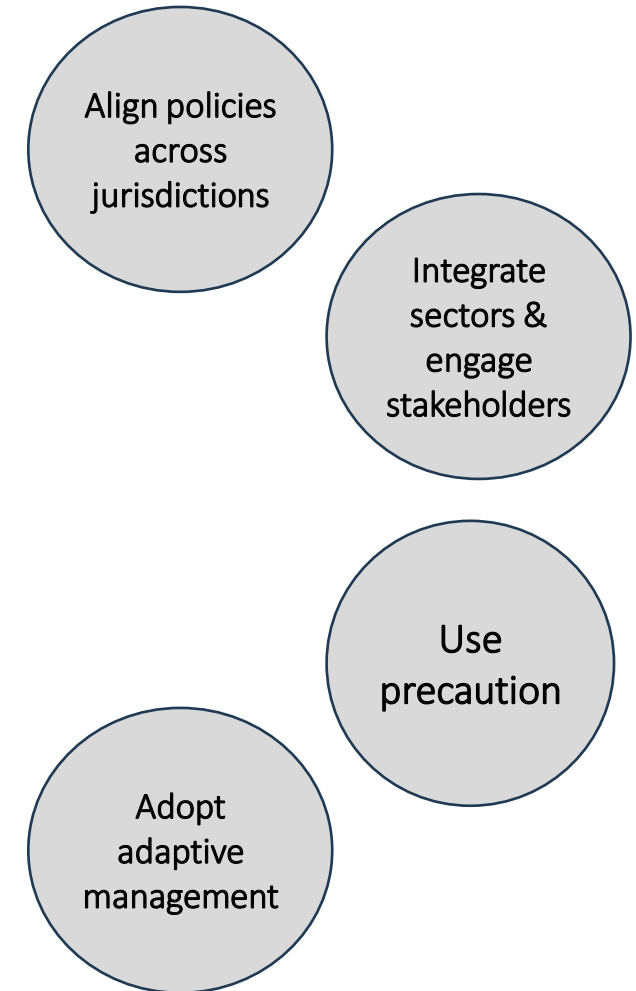 Align policies
across
jurisdictions
Integrate
sectors &
engage
stakeholders
Use
precaution
Adopt
adaptive
management